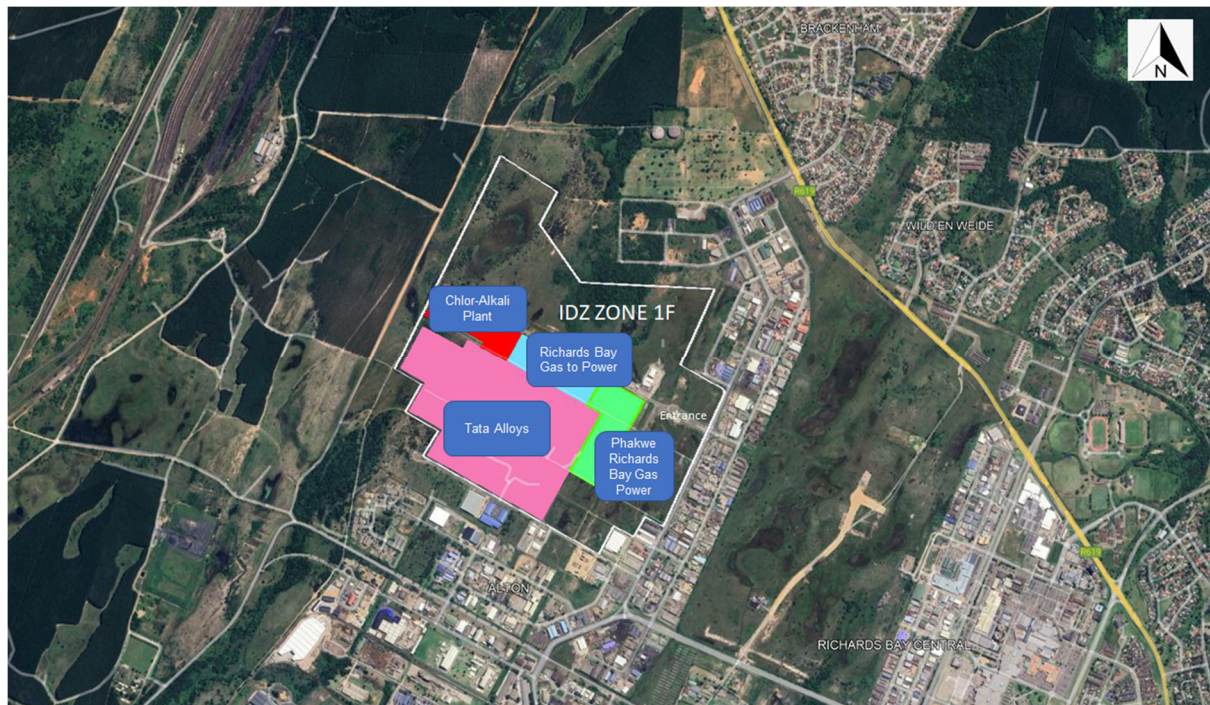 BRACKENHAM
N
R619
WILD EN WEIDE
Chlor-Alkali
Plant
IDZ ZONE 1F
Richards Bay
Gas to Power
Entrance
Tata Alloys
Phakwe
Richards
Bay Gas
Power
R619
ALTON
RICHARDS BAY CENTRAL